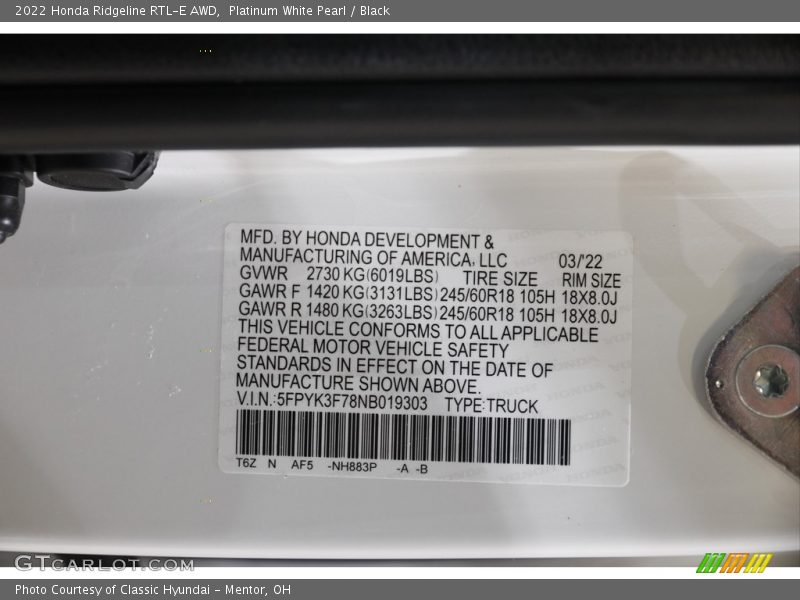 2022 Honda Ridgeline RTL-E AWD, Platinum White Pearl / Black
MFD. BY HONDA DEVELOPMENT &
MANUFACTURING OF AMERICA, LLC 03/'22
GVWR 2730 KG(6019LBS) TIRE SIZE RIM SIZE
GAWR F 1420 KG(3131LBS) 245/60R18 105H 18X8.0J
GAWR R 1480 KG(3263LBS) 245/60R18 105H 18X8.0J
THIS VEHICLE CONFORMS TO ALL APPLICABLE
FEDERAL MOTOR VEHICLE SAFETY
STANDARDS IN EFFECT ON THE DATE OF
MANUFACTURE SHOWN ABOVE.
V.I.N.:5FPYK3F78NB019303 TYPE:TRUCK
T6Z N AF5 -NH883P -A -B
GTCARLOT.COM
Photo Courtesy of Classic Hyundai - Mentor, OH